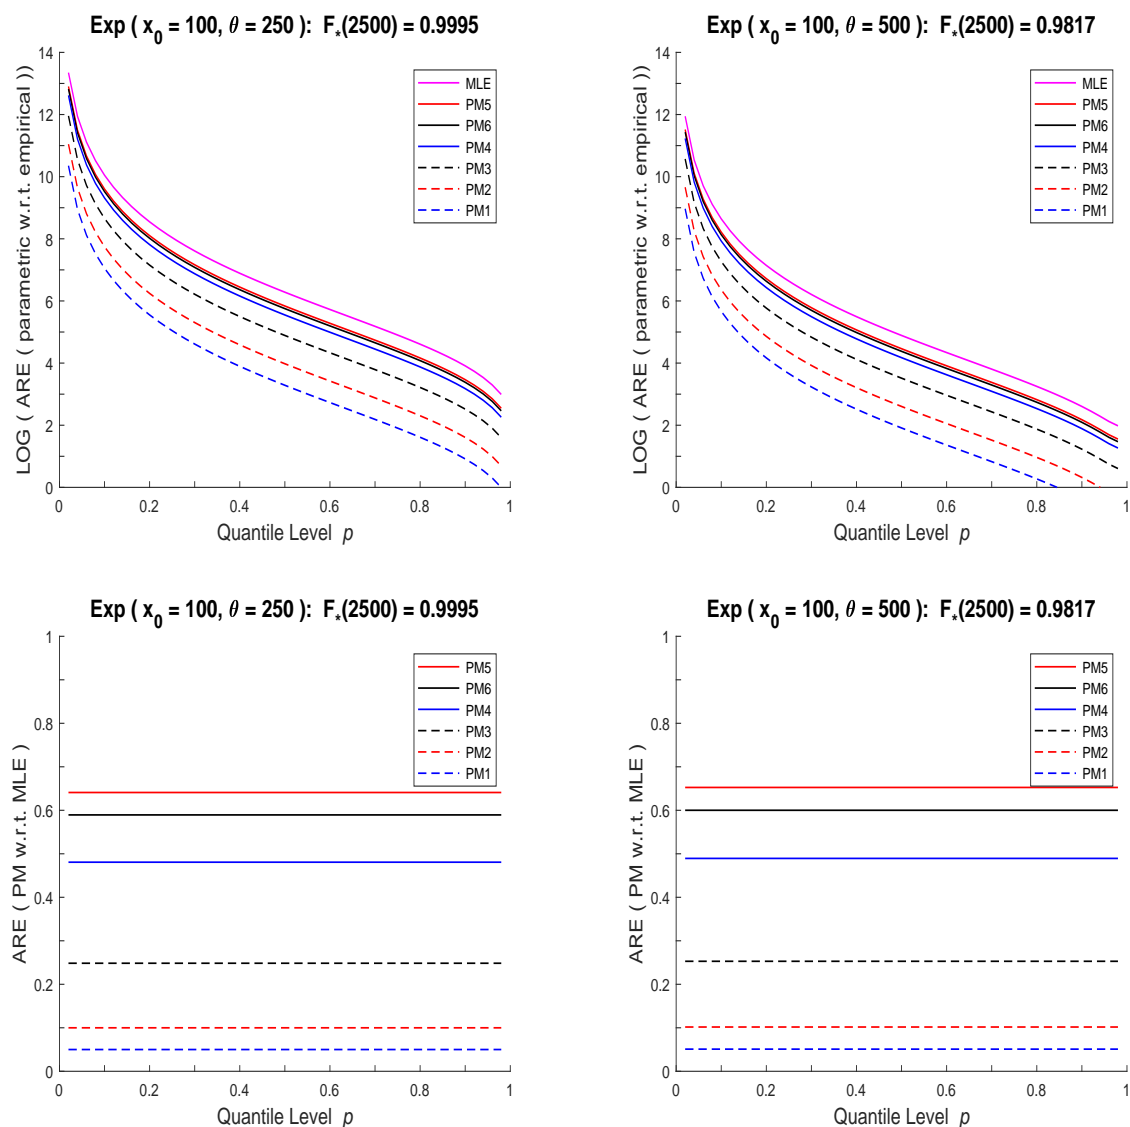 Exp ( x0 = 100, θ = 250 ): F*(2500) = 0.9995
LOG ( ARE ( parametric w.r.t. empirical ))
14
12
10
8
6
4
2
0
MLE
PM5
PM6
PM4
PM3
PM2
PM1
0
0.2
0.4
0.6
0.8
1
Quantile Level p
Exp ( x0 = 100, θ = 500 ): F*(2500) = 0.9817
LOG ( ARE ( parametric w.r.t. empirical ))
14
12
10
8
6
4
2
0
MLE
PM5
PM6
PM4
PM3
PM2
PM1
0
0.2
0.4
0.6
0.8
1
Quantile Level p
Exp ( x0 = 100, θ = 250 ): F*(2500) = 0.9995
ARE ( PM w.r.t. MLE )
1
0.8
0.6
0.4
0.2
0
PM5
PM6
PM4
PM3
PM2
PM1
0
0.2
0.4
0.6
0.8
1
Quantile Level p
Exp ( x0 = 100, θ = 500 ): F*(2500) = 0.9817
ARE ( PM w.r.t. MLE )
1
0.8
0.6
0.4
0.2
0
PM5
PM6
PM4
PM3
PM2
PM1
0
0.2
0.4
0.6
0.8
1
Quantile Level p